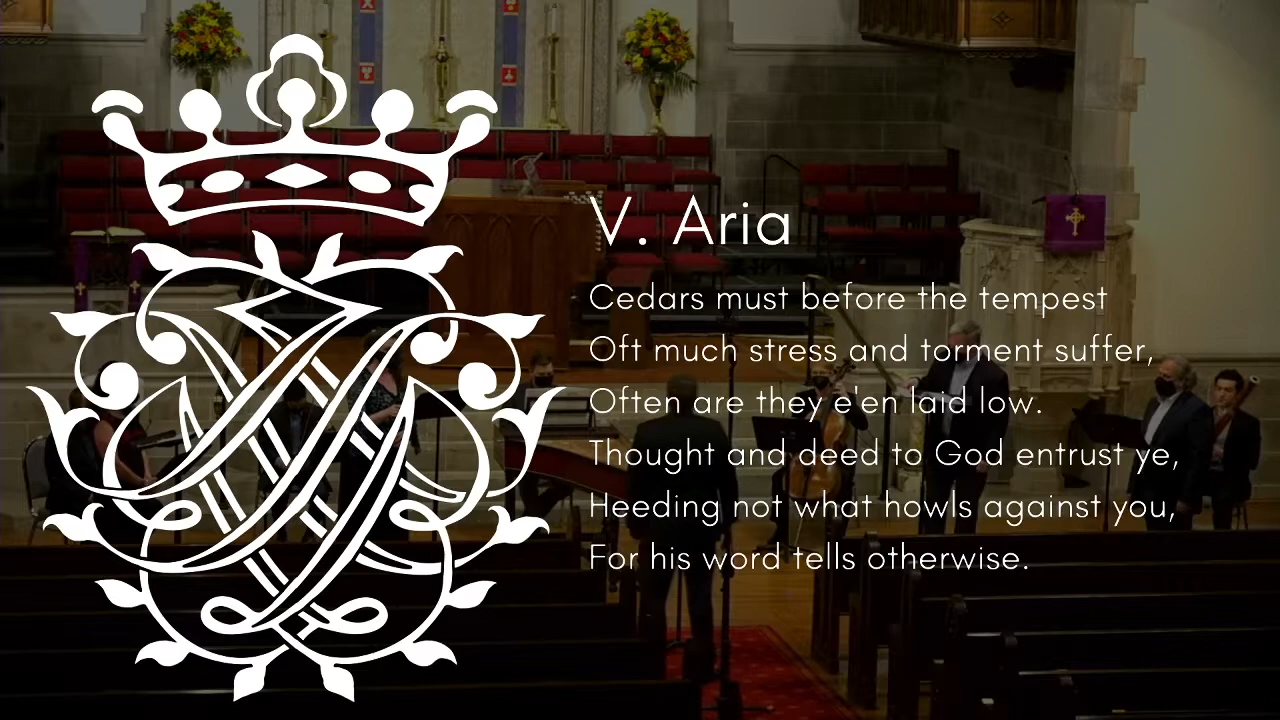 V. Aria
Cedars must before the tempest
Oft much stress and torment suffer,
Often are they e'en laid low.
Thought and deed to God entrust ye,
Heeding not what howls against you,
For his word tells otherwise.